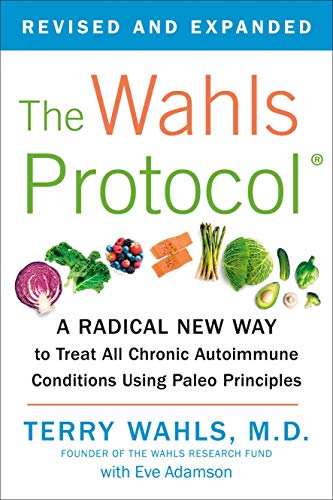 REVISED AND EXPANDED
The Wahls
Protocol®
A RADICAL NEW WAY
to Treat All Chronic Autoimmune
Conditions Using Paleo Principles
TERRY WAHLS, M.D.
FOUNDER OF THE WAHLS RESEARCH FUND
with Eve Adamson